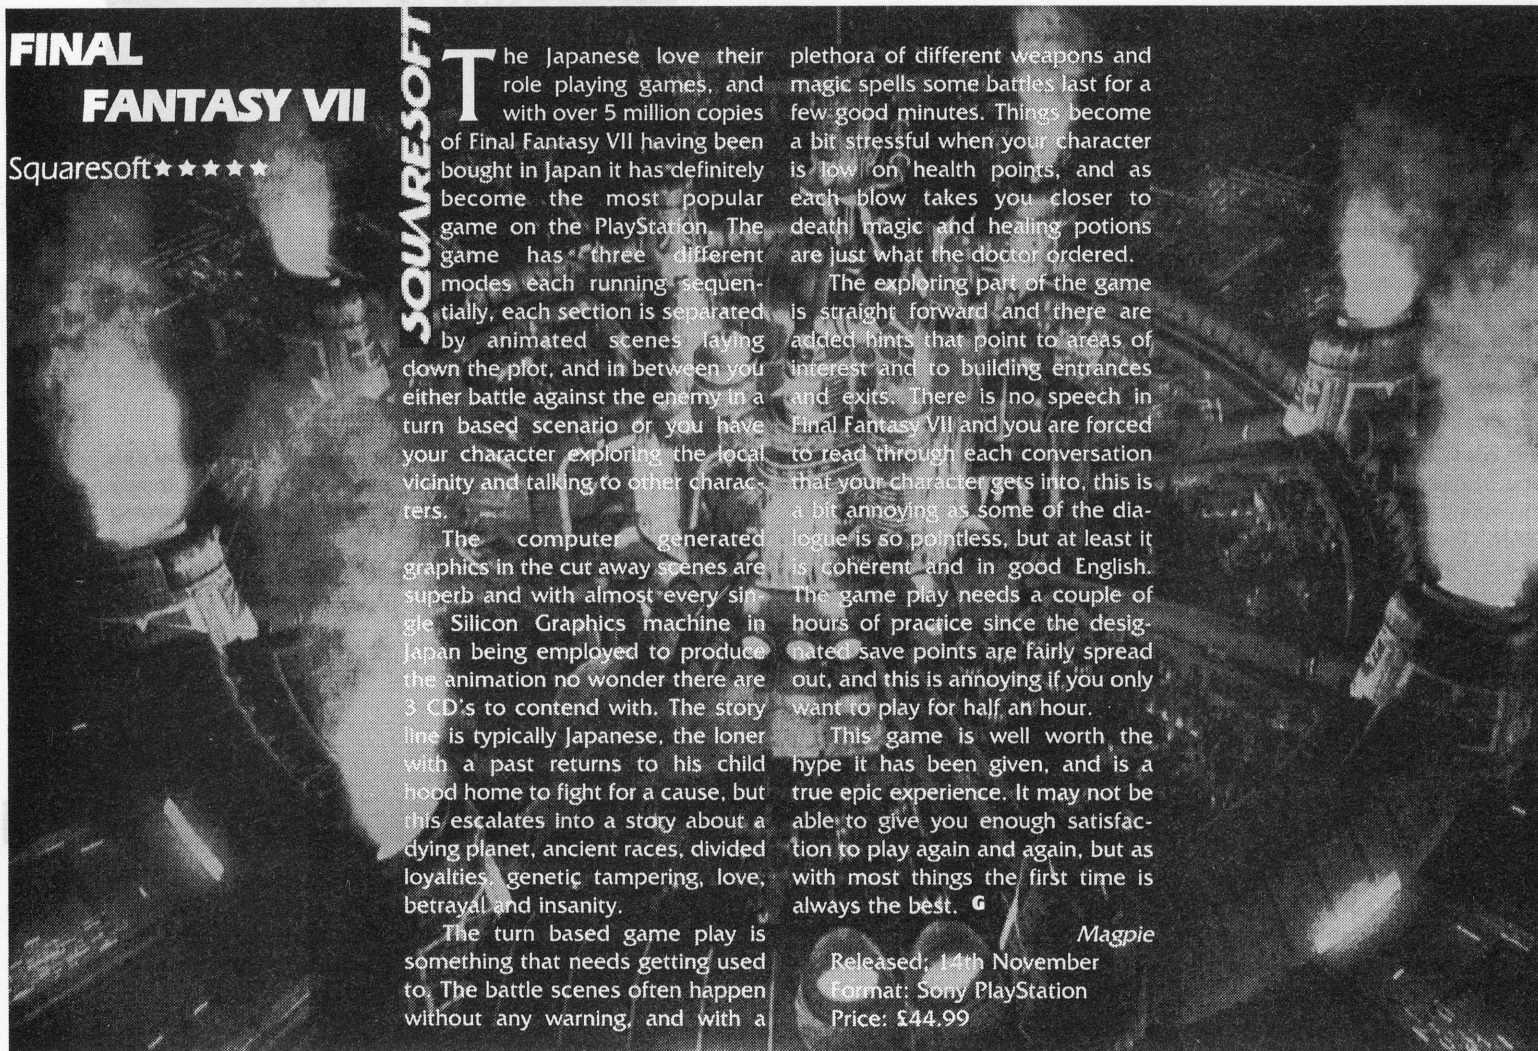 FINAL
FANTASY VII
Squaresoft★★★★★
SQUARESOFT
The Japanese love their
role playing games, and
with over 5 million copies
of Final Fantasy VII having been
bought in Japan it has definitely
become the most popular
game on the PlayStation. The
game has three different
modes each running sequen-
tially, each section is separated
by animated scenes laying
down the plot, and in between you
either battle against the enemy in a
turn based scenario or you have
your character exploring the local
vicinity and talking to other charac-
ters.
The computer generated
graphics in the cut away scenes are
superb and with almost every sin-
gle Silicon Graphics machine in
Japan being employed to produce
the animation no wonder there are
3 CD's to contend with. The story
line is typically Japanese, the loner
with a past returns to his child
hood home to fight for a cause, but
this escalates into a story about a
dying planet, ancient races, divided
loyalties, genetic tampering, love,
betrayal and insanity.
The turn based game play is
something that needs getting used
to. The battle scenes often happen
without any warning, and with a
plethora of different weapons and
magic spells some battles last for a
few good minutes. Things become
a bit stressful when your character
is low on health points, and as
each blow takes you closer to
death magic and healing potions
are just what the doctor ordered.
The exploring part of the game
is straight forward and there are
added hints that point to areas of
interest and to building entrances
and exits. There is no speech in
Final Fantasy VII and you are forced
to read through each conversation
that your character gets into, this is
a bit annoying as some of the dia-
logue is so pointless, but at least it
is coherent and in good English.
The game play needs a couple of
hours of practice since the desig-
nated save points are fairly spread
out, and this is annoying if you only
want to play for half an hour.
This game is well worth the
hype it has been given, and is a
true epic experience. It may not be
able to give you enough satisfac-
tion to play again and again, but as
with most things the first time is
always the best. G
Magpie
Released: 14th November
Format: Sony PlayStation
Price: £44.99